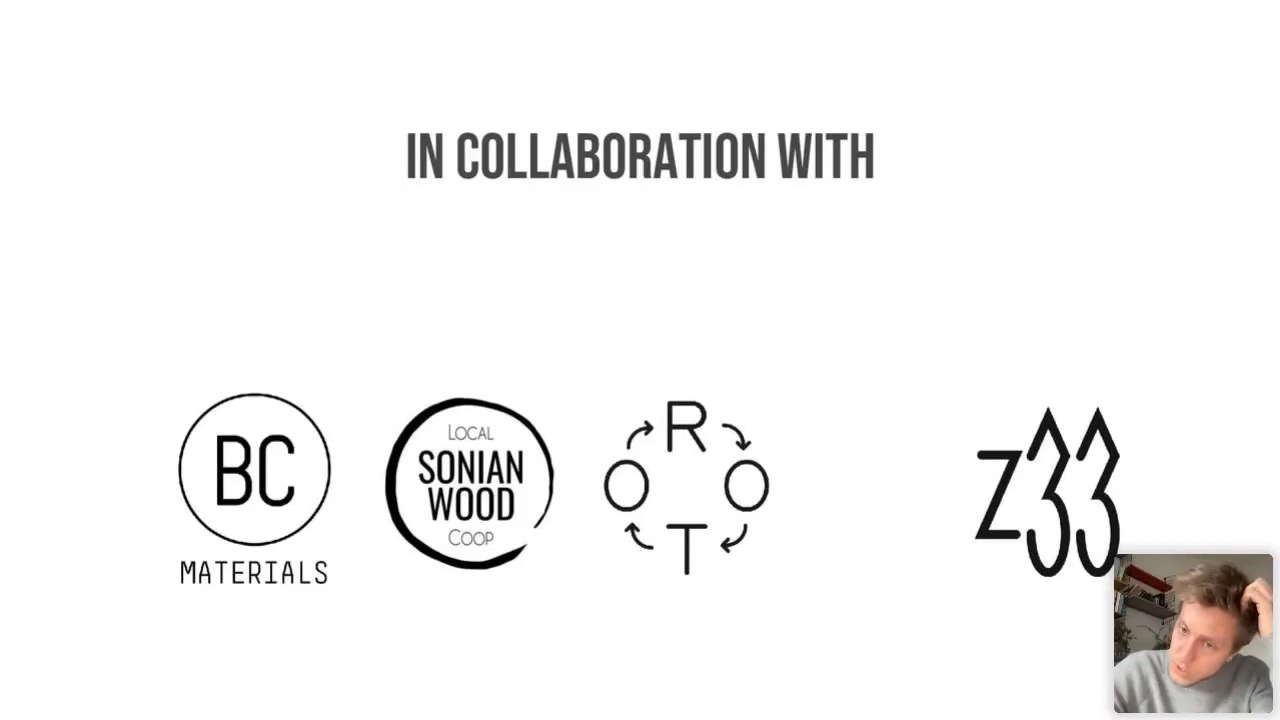 IN COLLABORATION WITH
BC
MATERIALS
LOCAL
SONIAN
WOOD
COOP
R
O O
T
Z33